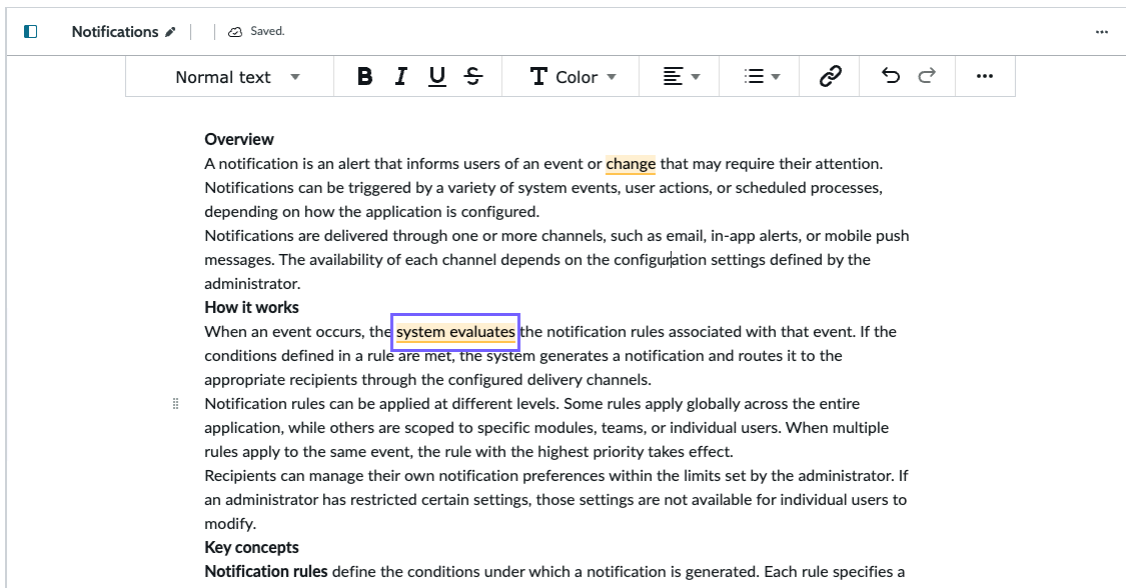 Notifications
Saved.
Normal text
B I U S
T Color
Overview
A notification is an alert that informs users of an event or change that may require their attention.
Notifications can be triggered by a variety of system events, user actions, or scheduled processes,
depending on how the application is configured.
Notifications are delivered through one or more channels, such as email, in-app alerts, or mobile push
messages. The availability of each channel depends on the configuration settings defined by the
administrator.
How it works
When an event occurs, the system evaluates the notification rules associated with that event. If the
conditions defined in a rule are met, the system generates a notification and routes it to the
appropriate recipients through the configured delivery channels.
Notification rules can be applied at different levels. Some rules apply globally across the entire
application, while others are scoped to specific modules, teams, or individual users. When multiple
rules apply to the same event, the rule with the highest priority takes effect.
Recipients can manage their own notification preferences within the limits set by the administrator. If
an administrator has restricted certain settings, those settings are not available for individual users to
modify.
Key concepts
Notification rules define the conditions under which a notification is generated. Each rule specifies a